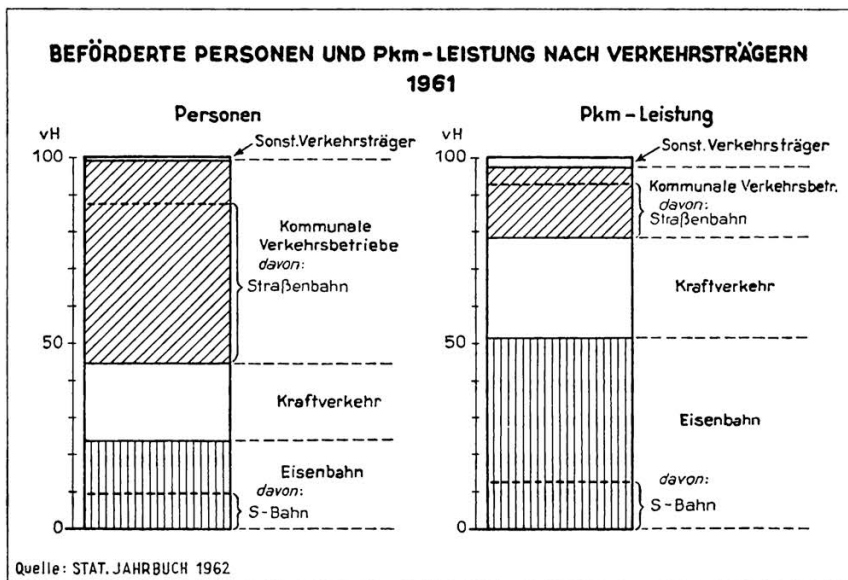 BEFÖRDERTE PERSONEN UND Pkm-LEISTUNG NACH VERKEHRSTRÄGERN
1961
Personen
vH
100
50
0
Sonst. Verkehrsträger
Kommunale
Verkehrsbetriebe
davon:
Straßenbahn
Kraftverkehr
Eisenbahn
davon:
S-Bahn
Pkm-Leistung
vH
100
50
0
Sonst. Verkehrsträger
Kommunale Verkehrsbetr.
davon:
Straßenbahn
Kraftverkehr
Eisenbahn
davon:
S-Bahn
Quelle: STAT. JAHRBUCH 1962